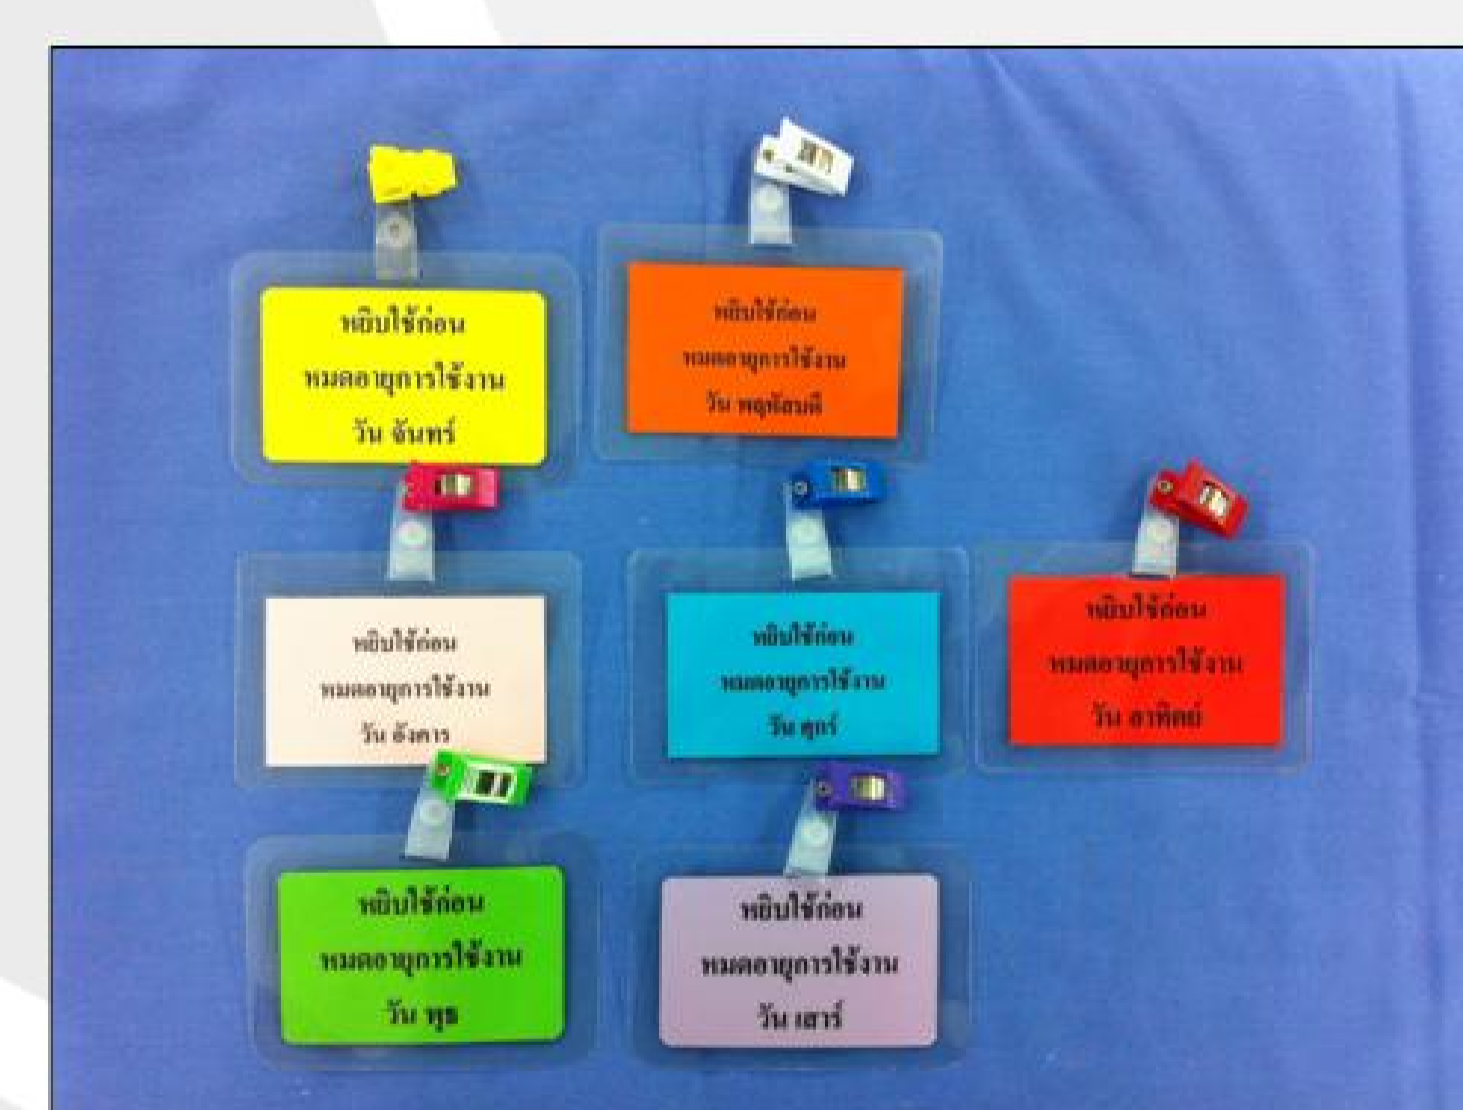 หยิบใช้ก่อน
หมดอายุการใช้งาน
วัน จันทร์
หยิบใช้ก่อน
หมดอายุการใช้งาน
วัน พฤหัสบดี
หยิบใช้ก่อน
หมดอายุการใช้งาน
วัน อังคาร
หยิบใช้ก่อน
หมดอายุการใช้งาน
วัน ศุกร์
หยิบใช้ก่อน
หมดอายุการใช้งาน
วัน อาทิตย์
หยิบใช้ก่อน
หมดอายุการใช้งาน
วัน พุธ
หยิบใช้ก่อน
หมดอายุการใช้งาน
วัน เสาร์